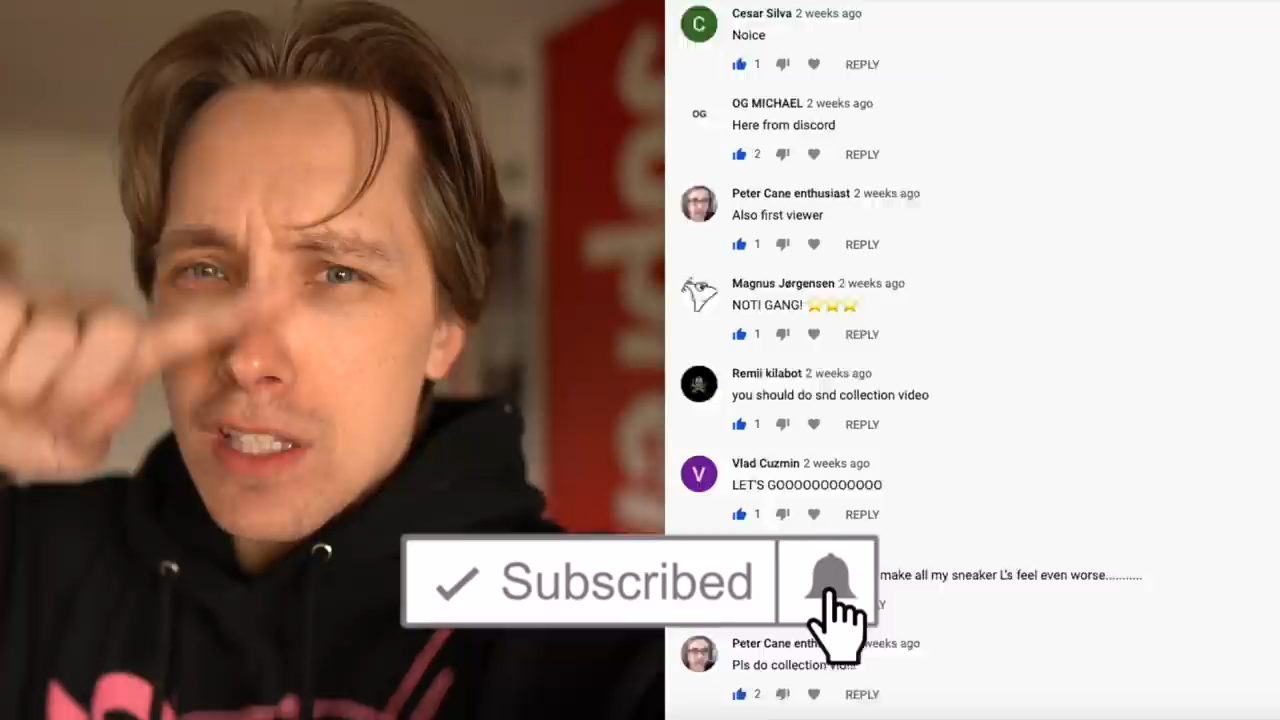 Cesar Silva 2 weeks ago
Noice
1 REPLY
OG
OG MICHAEL 2 weeks ago
Here from discord
2 REPLY
Peter Cane enthusiast 2 weeks ago
Also first viewer
1 REPLY
Magnus Jørgensen 2 weeks ago
NOTI GANG! ⭐⭐⭐
1 REPLY
Remii kilabot 2 weeks ago
you should do snd collection video
1 REPLY
V
Vlad Cuzmin 2 weeks ago
LET'S GOOOOOOOOOOOO
1 REPLY
Subscribed
make all my sneaker L's feel even worse..........
Peter Cane weeks ago
Pls do collection
2 REPLY
C